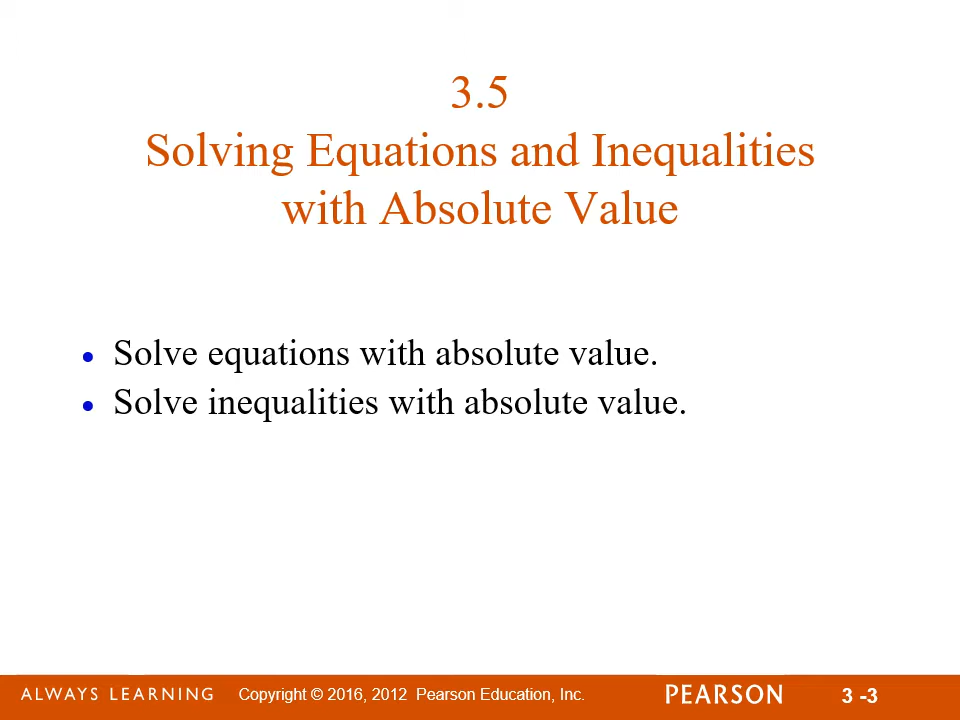 3.5
Solving Equations and Inequalities
with Absolute Value
• Solve equations with absolute value.
• Solve inequalities with absolute value.
ALWAYS LEARNING Copyright © 2016, 2012 Pearson Education, Inc. PEARSON 3 -3